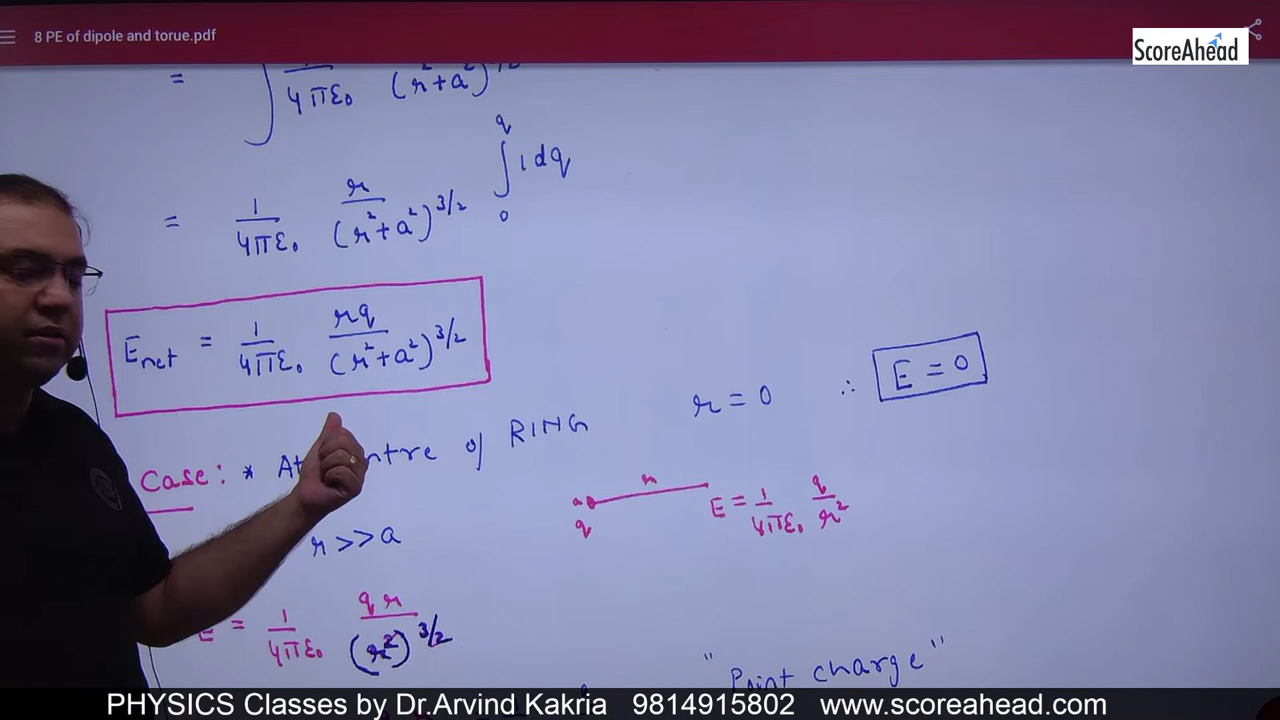 8 PE of dipole and torue.pdf
ScoreAhead
= ∫ 1/4πε₀ (r²+a²)
= 1/4πε₀ r/(r²+a²)^3/2 ∫₀^q 1 dq
E net = 1/4πε₀ rq/(r²+a²)^3/2
r = 0 ∴ E = 0
Case: * At centre of RING
q r E = 1/4πε₀ q/r²
r >> a
E = 1/4πε₀ qr/(r²)^3/2
"Point charge"
PHYSICS Classes by Dr.Arvind Kakria 9814915802 www.scoreahead.com